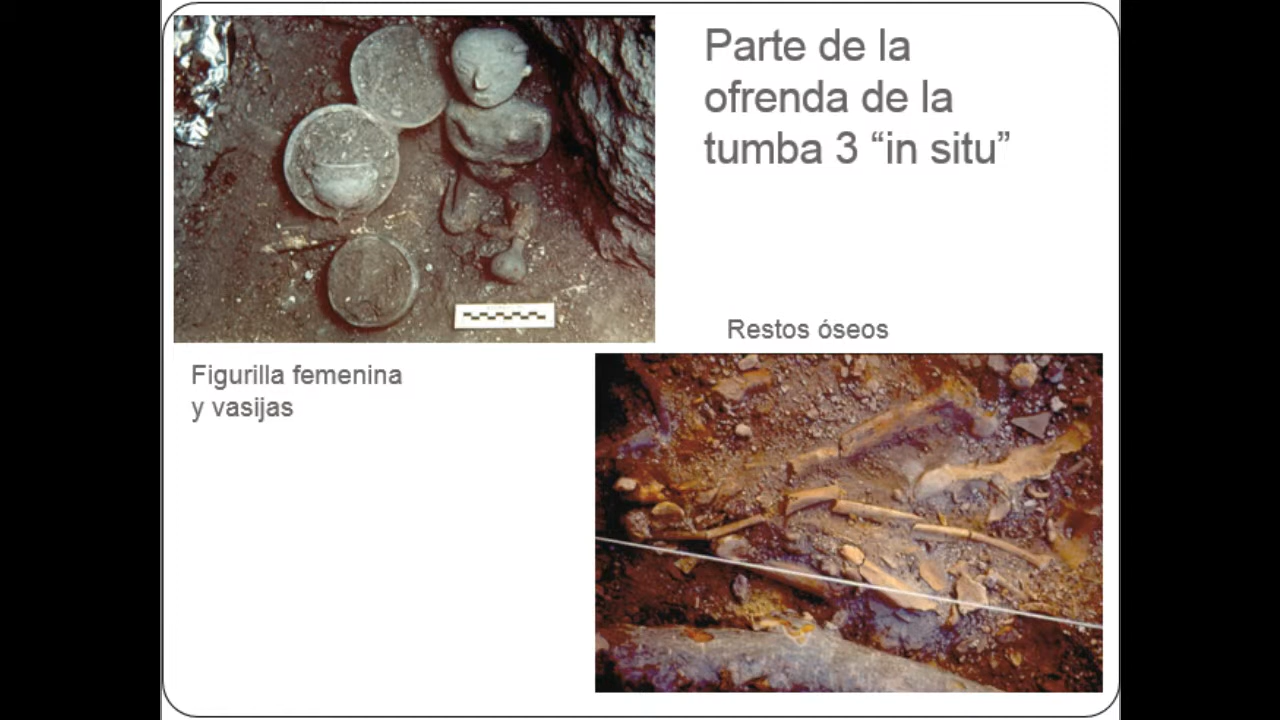 Parte de la
ofrenda de la
tumba 3 “in situ”
Restos óseos
Figurilla femenina
y vasijas